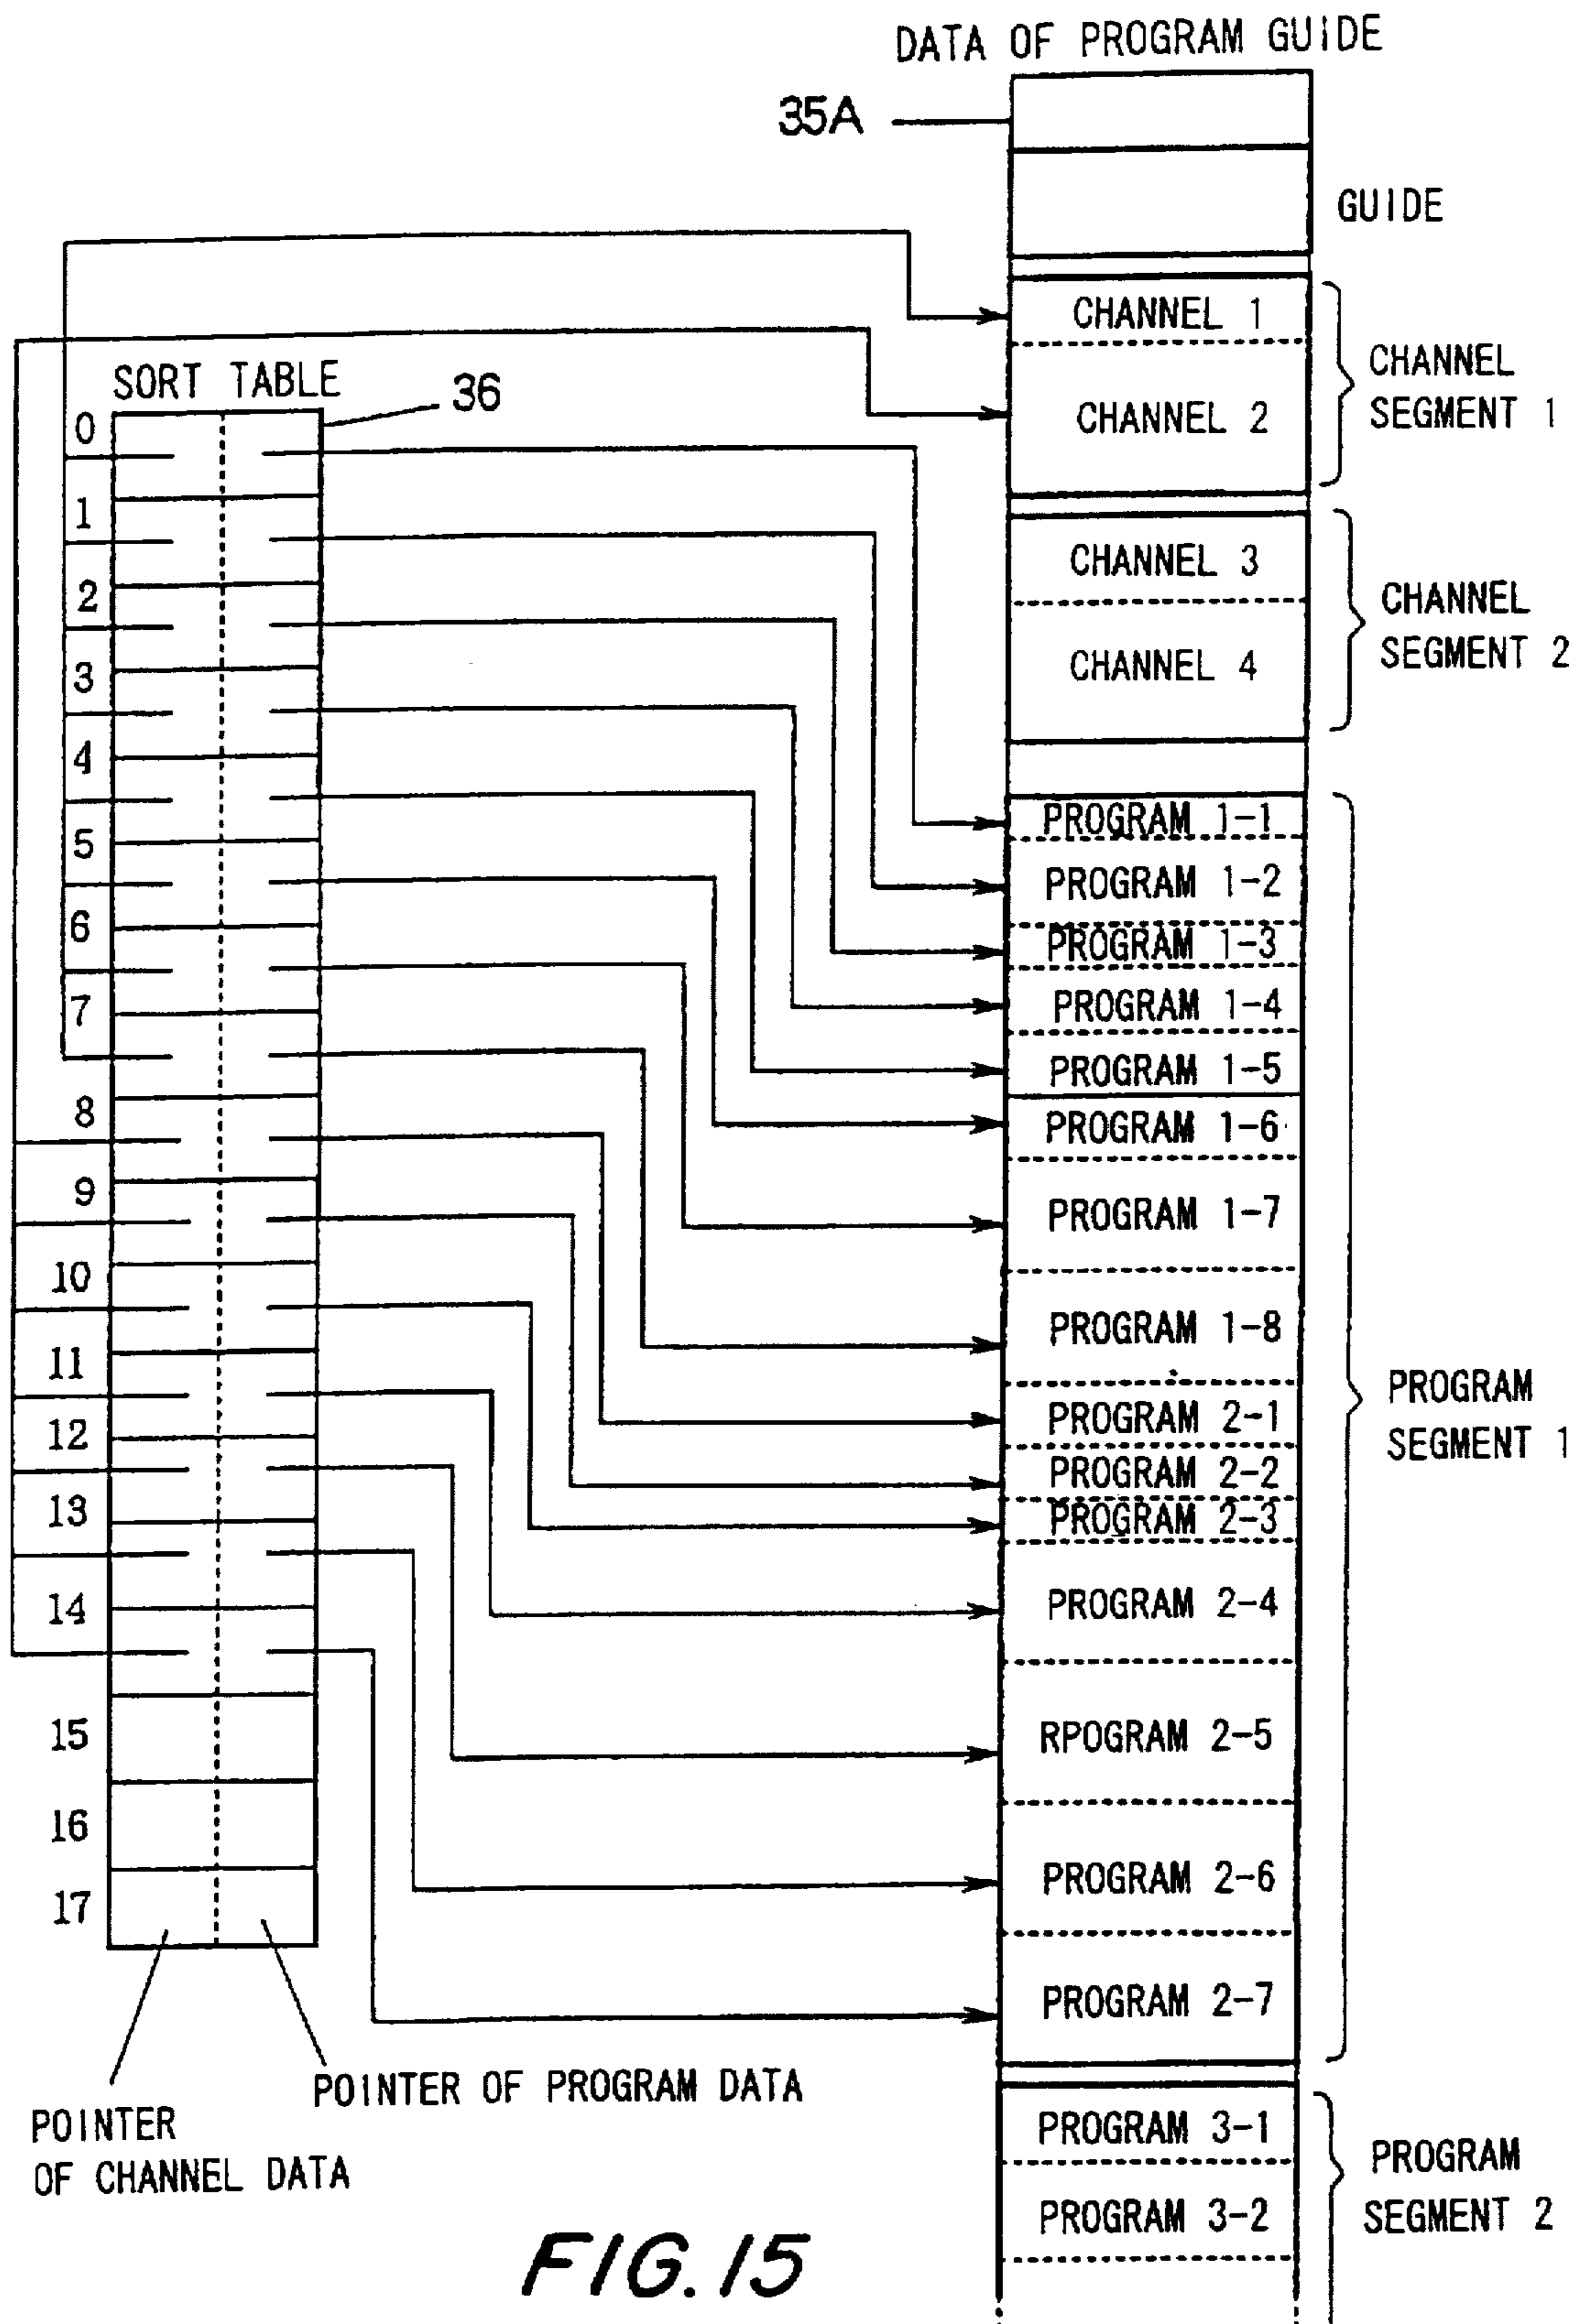 DATA OF PROGRAM GUIDE
35A
GUIDE
CHANNEL 1
CHANNEL 2
CHANNEL
SEGMENT 1
SORT TABLE
36
0
1
2
3
4
5
6
7
8
9
10
11
12
13
14
15
16
17
CHANNEL 3
CHANNEL 4
CHANNEL
SEGMENT 2
PROGRAM 1-1
PROGRAM 1-2
PROGRAM 1-3
PROGRAM 1-4
PROGRAM 1-5
PROGRAM 1-6
PROGRAM 1-7
PROGRAM 1-8
PROGRAM 2-1
PROGRAM 2-2
PROGRAM 2-3
PROGRAM 2-4
RPOGRAM 2-5
PROGRAM 2-6
PROGRAM 2-7
PROGRAM
SEGMENT 1
POINTER OF PROGRAM DATA
POINTER
OF CHANNEL DATA
PROGRAM 3-1
PROGRAM 3-2
PROGRAM
SEGMENT 2
FIG. 15